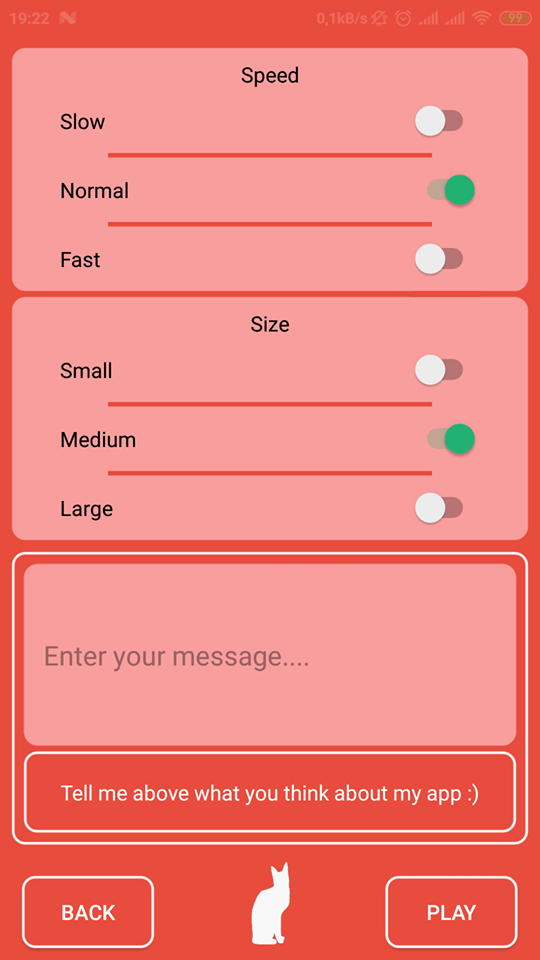 19:22 0,1kB/s 99
Speed
Slow
Normal
Fast
Size
Small
Medium
Large
Enter your message....
Tell me above what you think about my app :)
BACK PLAY